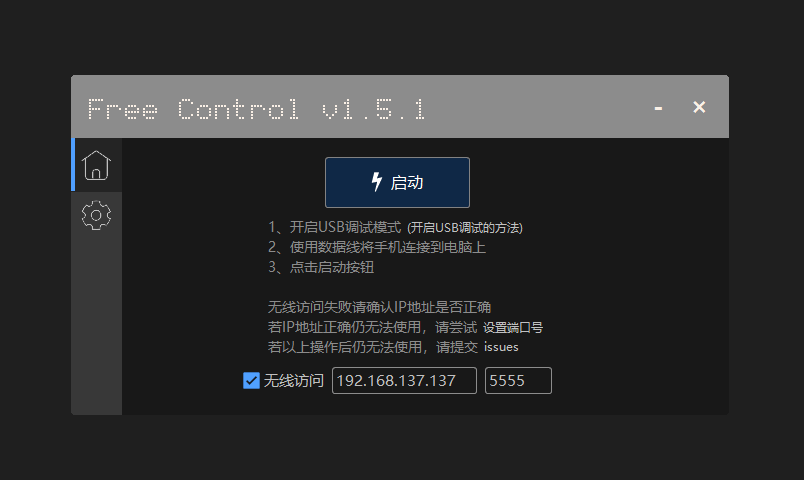 Free Control v1.5.1
启动
1、开启USB调试模式 (开启USB调试的方法)
2、使用数据线将手机连接到电脑上
3、点击启动按钮
无线访问失败请确认IP地址是否正确
若IP地址正确仍无法使用，请尝试 设置端口号
若以上操作后仍无法使用，请提交 issues
无线访问 192.168.137.137 5555